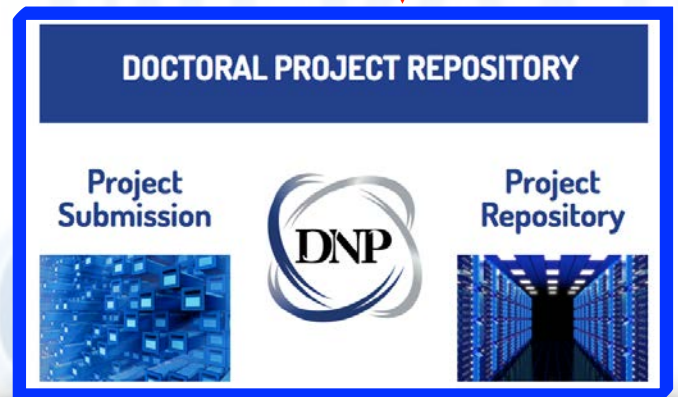 DOCTORAL PROJECT REPOSITORY
Project
Submission
DNP
Project
Repository